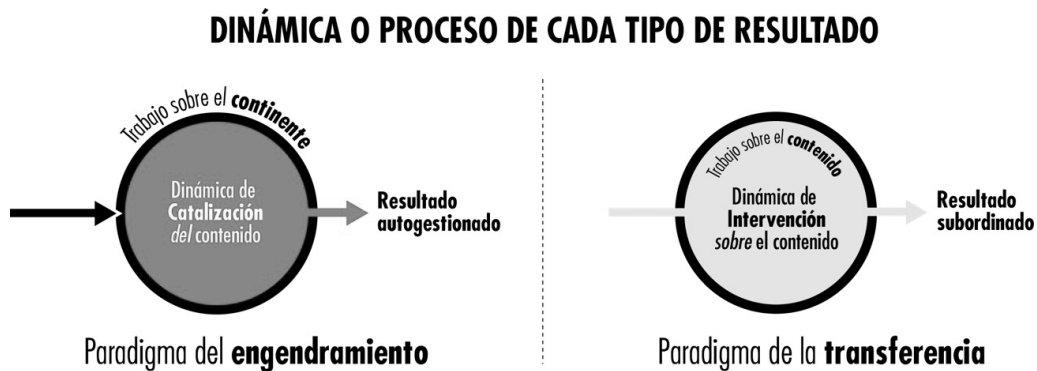 DINÁMICA O PROCESO DE CADA TIPO DE RESULTADO
Trabajo sobre el continente
Dinámica de
Catalización
del contenido
Resultado
autogestionado
Paradigma del engendramiento
Trabajo sobre el contenido
Dinámica de
Intervención
sobre el contenido
Resultado
subordinado
Paradigma de la transferencia